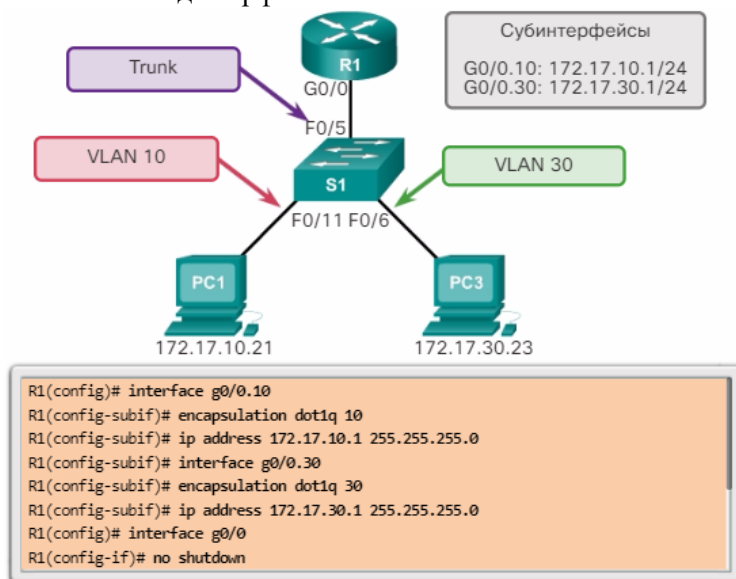 Субинтерфейсы
G0/0.10: 172.17.10.1/24
G0/0.30: 172.17.30.1/24
Trunk
R1
G0/0
F0/5
VLAN 10
VLAN 30
S1
F0/11 F0/6
PC1
PC3
172.17.10.21
172.17.30.23
R1(config)# interface g0/0.10
R1(config-subif)# encapsulation dot1q 10
R1(config-subif)# ip address 172.17.10.1 255.255.255.0
R1(config-subif)# interface g0/0.30
R1(config-subif)# encapsulation dot1q 30
R1(config-subif)# ip address 172.17.30.1 255.255.255.0
R1(config)# interface g0/0
R1(config-if)# no shutdown